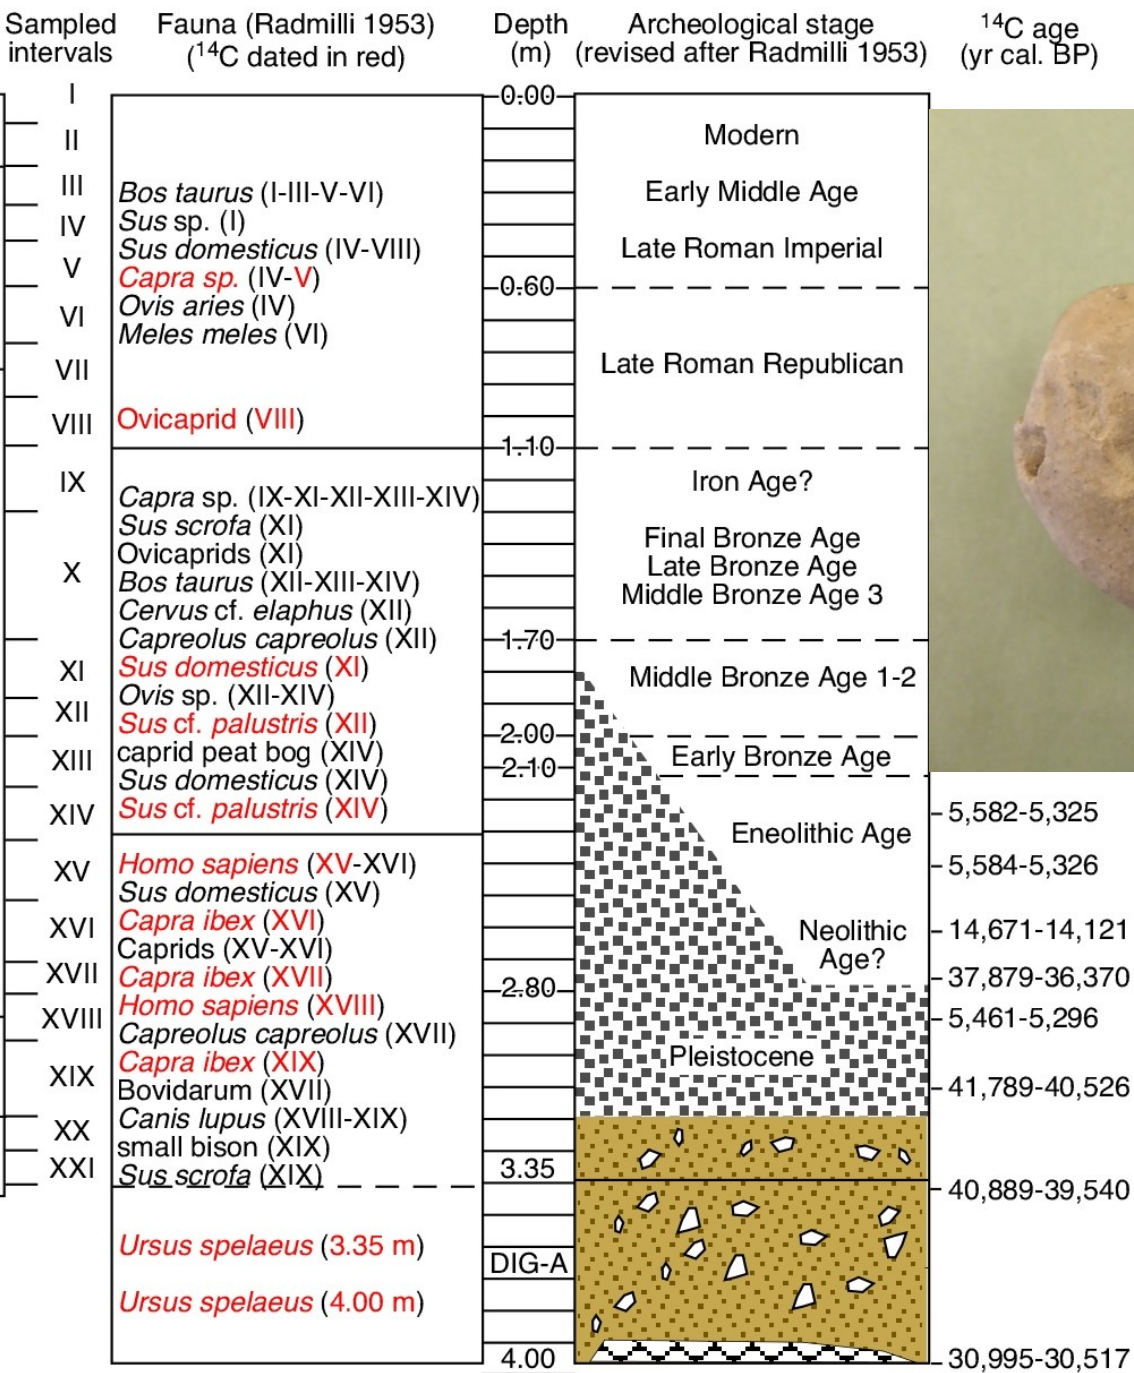 Sampled intervals
Fauna (Radmilli 1953)
(¹⁴C dated in red)
Depth (m)
Archeological stage
(revised after Radmilli 1953)
¹⁴C age
(yr cal. BP)
I
II
III
IV
V
VI
VII
VIII
IX
X
XI
XII
XIII
XIV
XV
XVI
XVII
XVIII
XIX
XX
XXI
Bos taurus (I-III-V-VI)
Sus sp. (I)
Sus domesticus (IV-VIII)
Capra sp. (IV-V)
Ovis aries (IV)
Meles meles (VI)
Ovicaprid (VIII)
Capra sp. (IX-XI-XII-XIII-XIV)
Sus scrofa (XI)
Ovicaprids (XI)
Bos taurus (XII-XIII-XIV)
Cervus cf. elaphus (XII)
Capreolus capreolus (XII)
Sus domesticus (XI)
Ovis sp. (XII-XIV)
Sus cf. palustris (XII)
caprid peat bog (XIV)
Sus domesticus (XIV)
Sus cf. palustris (XIV)
Homo sapiens (XV-XVI)
Sus domesticus (XV)
Capra ibex (XVI)
Caprids (XV-XVI)
Capra ibex (XVII)
Homo sapiens (XVIII)
Capreolus capreolus (XVII)
Capra ibex (XIX)
Bovidarum (XVII)
Canis lupus (XVIII-XIX)
small bison (XIX)
Sus scrofa (XIX)
Ursus spelaeus (3.35 m)
Ursus spelaeus (4.00 m)
0.00
0.60
1.10
1.70
2.00
2.10
2.80
3.35
DIG-A
4.00
Modern
Early Middle Age
Late Roman Imperial
Late Roman Republican
Iron Age?
Final Bronze Age
Late Bronze Age
Middle Bronze Age 3
Middle Bronze Age 1-2
Early Bronze Age
Eneolithic Age
Neolithic
Age?
Pleistocene
5,582-5,325
5,584-5,326
14,671-14,121
37,879-36,370
5,461-5,296
41,789-40,526
40,889-39,540
30,995-30,517